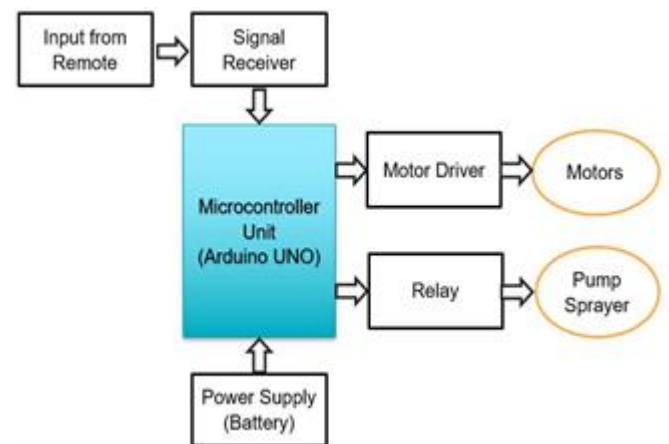 Input from
Remote
Signal
Receiver
Microcontroller
Unit
(Arduino UNO)
Motor Driver
Motors
Relay
Pump
Sprayer
Power Supply
(Battery)